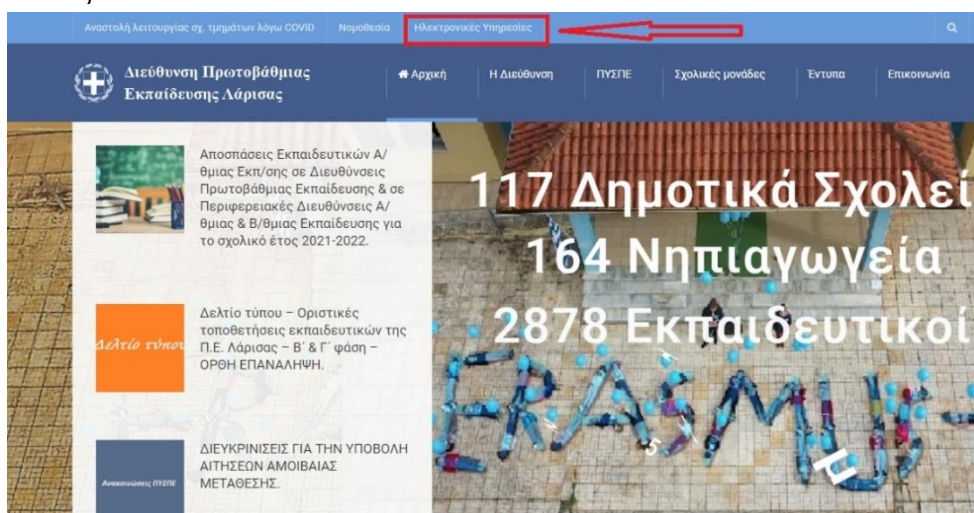 Αναστολή λειτουργίας σχ. τμημάτων λόγω COVID Νομοθεσία Ηλεκτρονικές Υπηρεσίες
Διεύθυνση Πρωτοβάθμιας
Εκπαίδευσης Λάρισας
Αρχική Η Διεύθυνση ΠΥΣΠΕ Σχολικές μονάδες Έντυπα Επικοινωνία
Αποσπάσεις Εκπαιδευτικών Α/
θμιας Εκπ/σης σε Διευθύνσεις
Πρωτοβάθμιας Εκπαίδευσης & σε
Περιφερειακές Διευθύνσεις Α/
θμιας & Β/θμιας Εκπαίδευσης για
το σχολικό έτος 2021-2022.
Δελτίο τύπου
Δελτίο τύπου – Οριστικές
τοποθετήσεις εκπαιδευτικών της
Π.Ε. Λάρισας – Β΄ & Γ΄ φάση –
ΟΡΘΗ ΕΠΑΝΑΛΗΨΗ.
Ανακοινώσεις ΠΥΣΠΕ
ΔΙΕΥΚΡΙΝΙΣΕΙΣ ΓΙΑ ΤΗΝ ΥΠΟΒΟΛΗ
ΑΙΤΗΣΕΩΝ ΑΜΟΙΒΑΙΑΣ
ΜΕΤΑΘΕΣΗΣ.
117 Δημοτικά Σχολεί
164 Νηπιαγωγεία
2878 Εκπαιδευτικοί
ERASMUS
5
μ